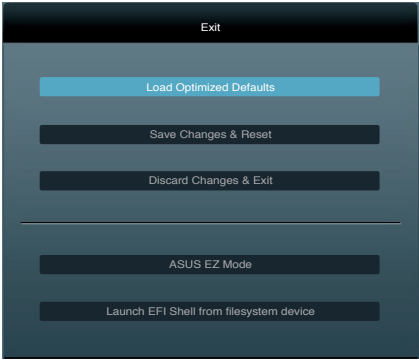 Exit
Load Optimized Defaults
Save Changes & Reset
Discard Changes & Exit
ASUS EZ Mode
Launch EFI Shell from filesystem device